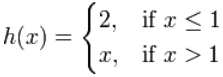 h(x) = { 2, if x ≤ 1
x, if x > 1